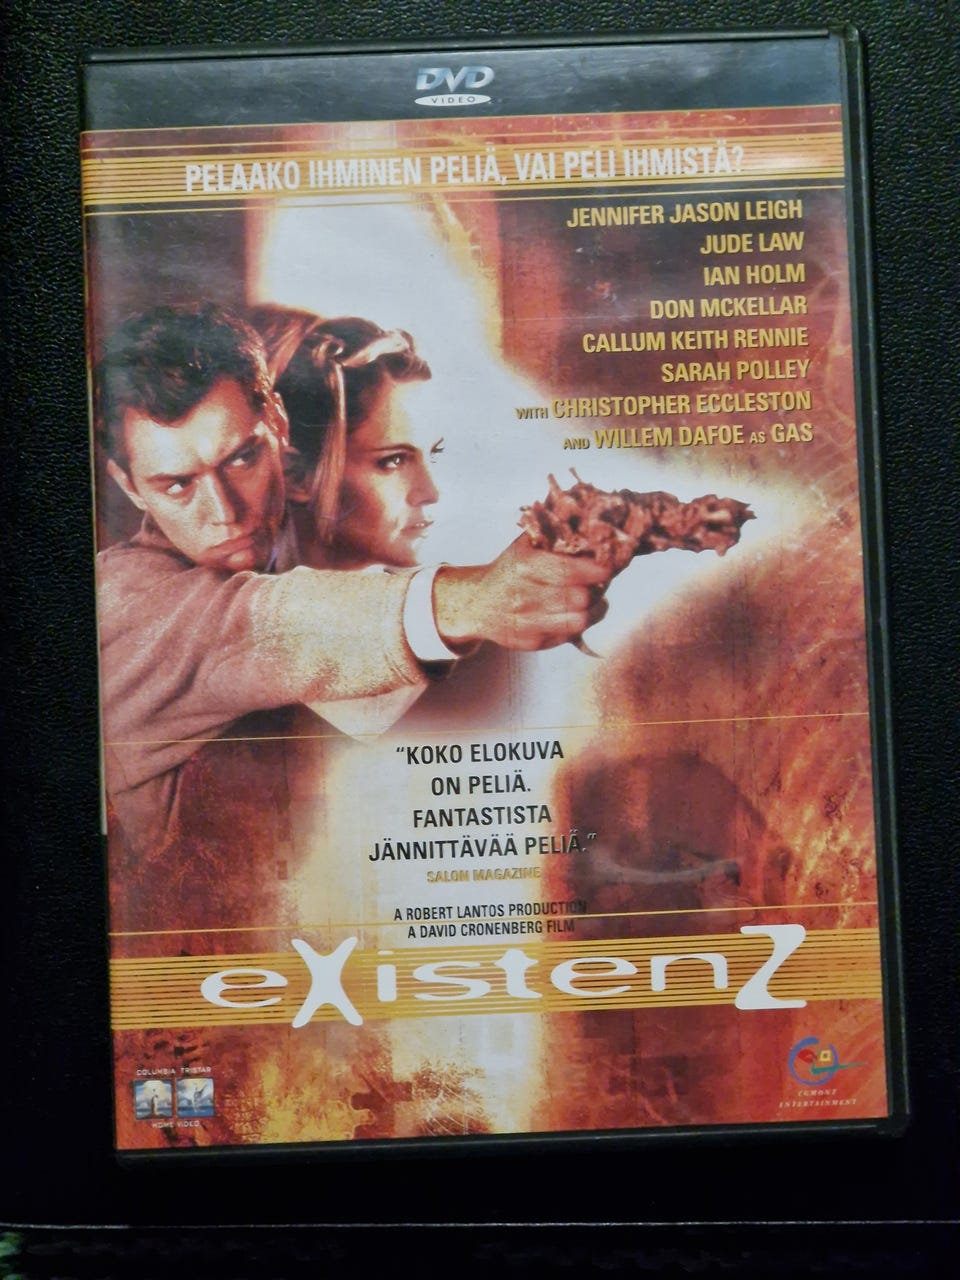 DVD
VIDEO
PELAAKO IHMINEN PELIÄ, VAI PELI IHMISTÄ?
JENNIFER JASON LEIGH
JUDE LAW
IAN HOLM
DON MCKELLAR
CALLUM KEITH RENNIE
SARAH POLLEY
WITH CHRISTOPHER ECCLESTON
AND WILLEM DAFOE AS GAS
"KOKO ELOKUVA
ON PELIÄ.
FANTASTISTA
JÄNNITTÄVÄÄ PELIÄ."
SALON MAGAZINE
A ROBERT LANTOS PRODUCTION
A DAVID CRONENBERG FILM
eXistenZ
COLUMBIA TRISTAR
HOME VIDEO
EGMONT
ENTERTAINMENT